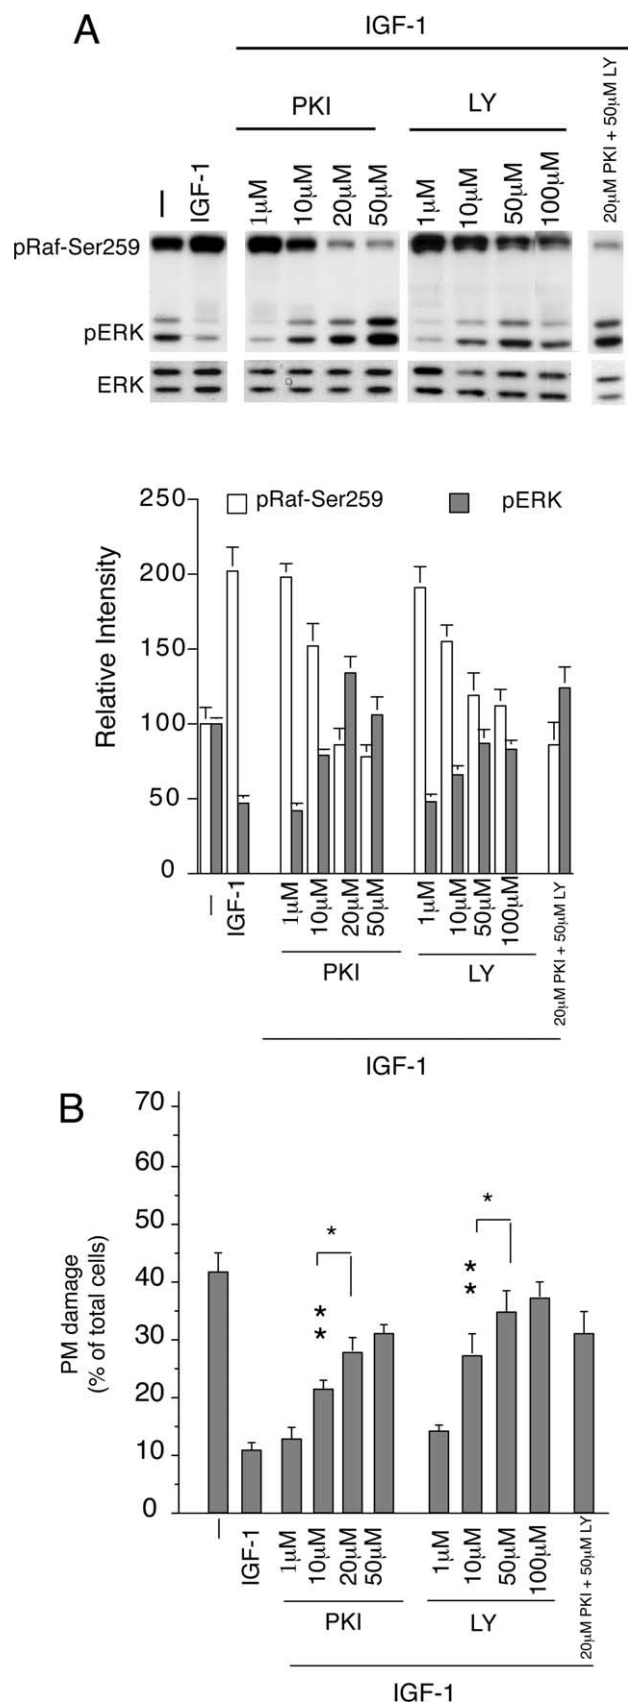 A
IGF-1
PKI
LY
20µM PKI + 50µM LY
— IGF-1 1µM 10µM 20µM 50µM 1µM 10µM 50µM 100µM
pRaf-Ser259
pERK
ERK
250
200
150
100
50
0
Relative Intensity
pRaf-Ser259 pERK
— IGF-1 1µM 10µM 20µM 50µM 1µM 10µM 50µM 100µM 20µM PKI + 50µM LY
PKI LY
IGF-1
B
70
60
50
40
30
20
10
0
PM damage
(% of total cells)
* *
** **
— IGF-1 1µM 10µM 20µM 50µM 1µM 10µM 50µM 100µM 20µM PKI + 50µM LY
PKI LY
IGF-1